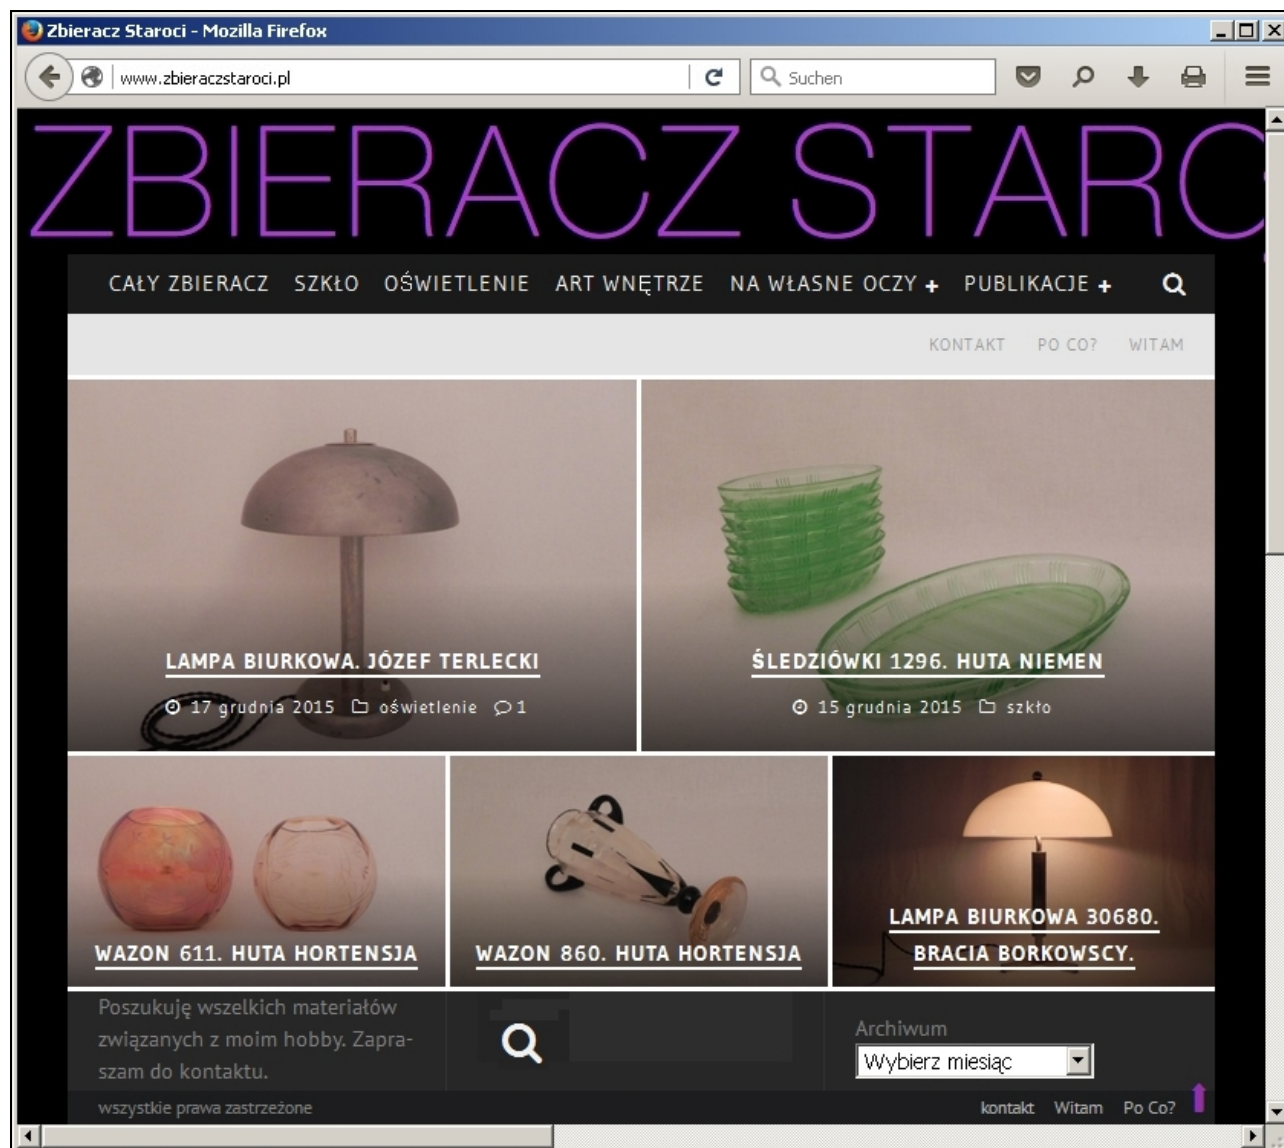 Zbieracz Staroci - Mozilla Firefox
www.zbieraczstaroci.pl
Suchen
ZBIERACZ STAROC
CAŁY ZBIERACZ SZKŁO OŚWIETLENIE ART WNĘTRZE NA WŁASNE OCZY + PUBLIKACJE +
KONTAKT PO CO? WITAM
LAMPA BIURKOWA. JÓZEF TERLECKI
17 grudnia 2015 oświetlenie 1
ŚLEDZIÓWKI 1296. HUTA NIEMEN
15 grudnia 2015 szkło
WAZON 611. HUTA HORTENSJA
WAZON 860. HUTA HORTENSJA
LAMPA BIURKOWA 30680.
BRACIA BORKOWSCY.
Poszukuję wszelkich materiałów
związanych z moim hobby. Zapra-
szam do kontaktu.
Archiwum
Wybierz miesiąc
wszystkie prawa zastrzeżone
kontakt Witam Po Co?